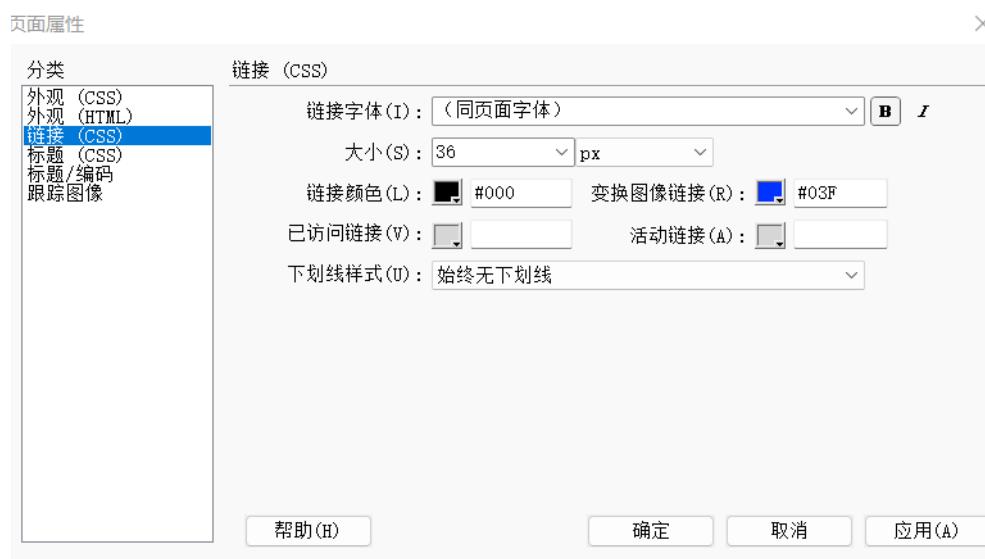 页面属性
分类
外观 (CSS)
外观 (HTML)
链接 (CSS)
标题 (CSS)
标题/编码
跟踪图像
链接 (CSS)
链接字体(I): (同页面字体) B I
大小(S): 36 px
链接颜色(L): #000 变换图像链接(R): #03F
已访问链接(V): 活动链接(A):
下划线样式(U): 始终无下划线
帮助(H) 确定 取消 应用(A)